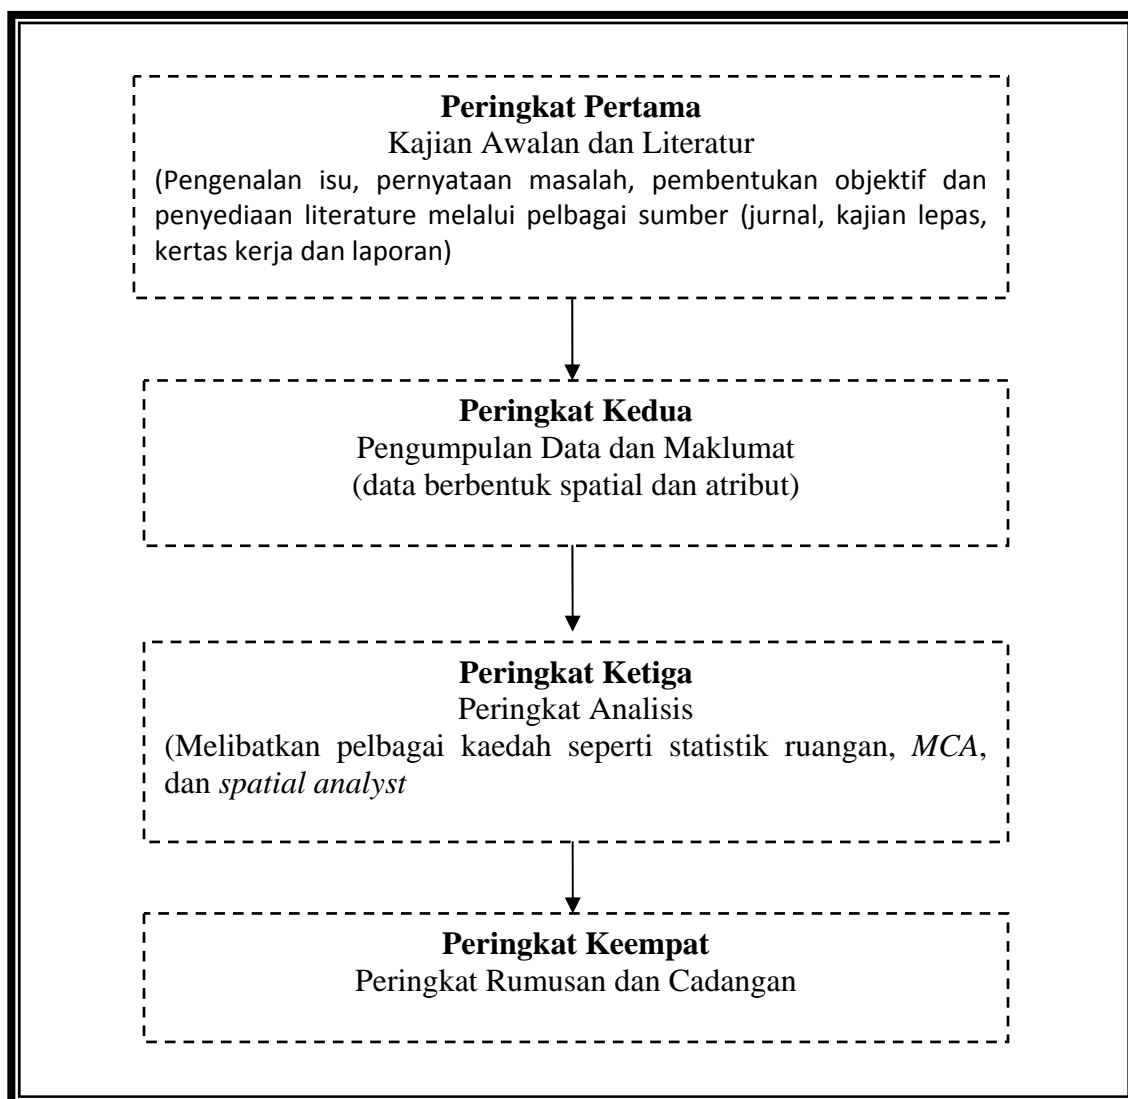 Peringkat Pertama
Kajian Awalan dan Literatur
(Pengenalan isu, pernyataan masalah, pembentukan objektif dan
penyediaan literature melalui pelbagai sumber (jurnal, kajian lepas,
kertas kerja dan laporan)
Peringkat Kedua
Pengumpulan Data dan Maklumat
(data berbentuk spatial dan atribut)
Peringkat Ketiga
Peringkat Analisis
(Melibatkan pelbagai kaedah seperti statistik ruangan, MCA,
dan spatial analyst
Peringkat Keempat
Peringkat Rumusan dan Cadangan